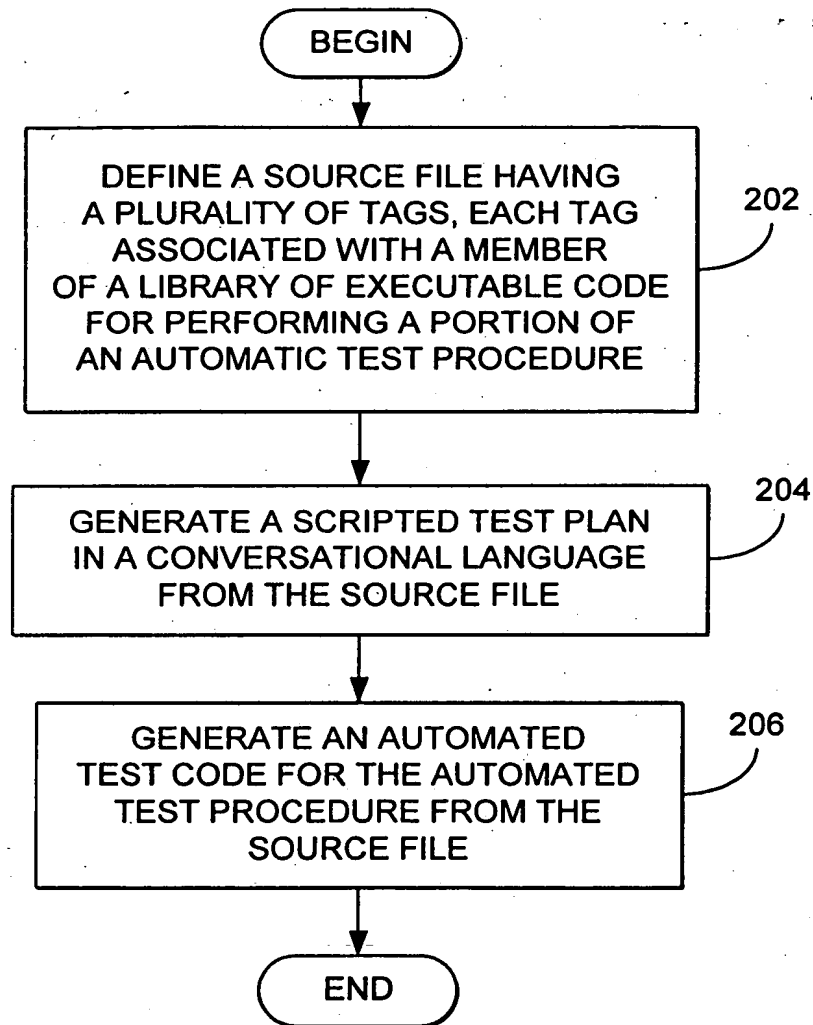 BEGIN
DEFINE A SOURCE FILE HAVING
A PLURALITY OF TAGS, EACH TAG
ASSOCIATED WITH A MEMBER
OF A LIBRARY OF EXECUTABLE CODE
FOR PERFORMING A PORTION OF
AN AUTOMATIC TEST PROCEDURE
202
GENERATE A SCRIPTED TEST PLAN
IN A CONVERSATIONAL LANGUAGE
FROM THE SOURCE FILE
204
GENERATE AN AUTOMATED
TEST CODE FOR THE AUTOMATED
TEST PROCEDURE FROM THE
SOURCE FILE
206
END